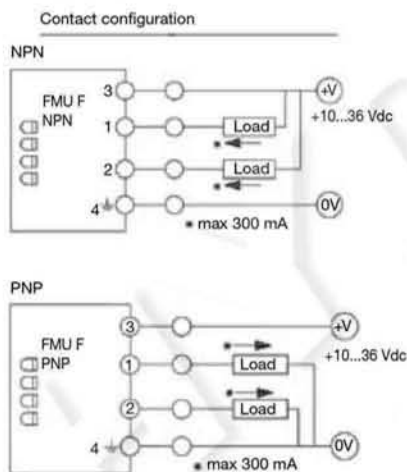 Contact configuration
NPN
FMU F
NPN
3
1
2
4
Load
Load
+V
+10...36 Vdc
0V
* max 300 mA
PNP
FMU F
PNP
3
1
2
4
Load
Load
+V
+10...36 Vdc
0V
* max 300 mA